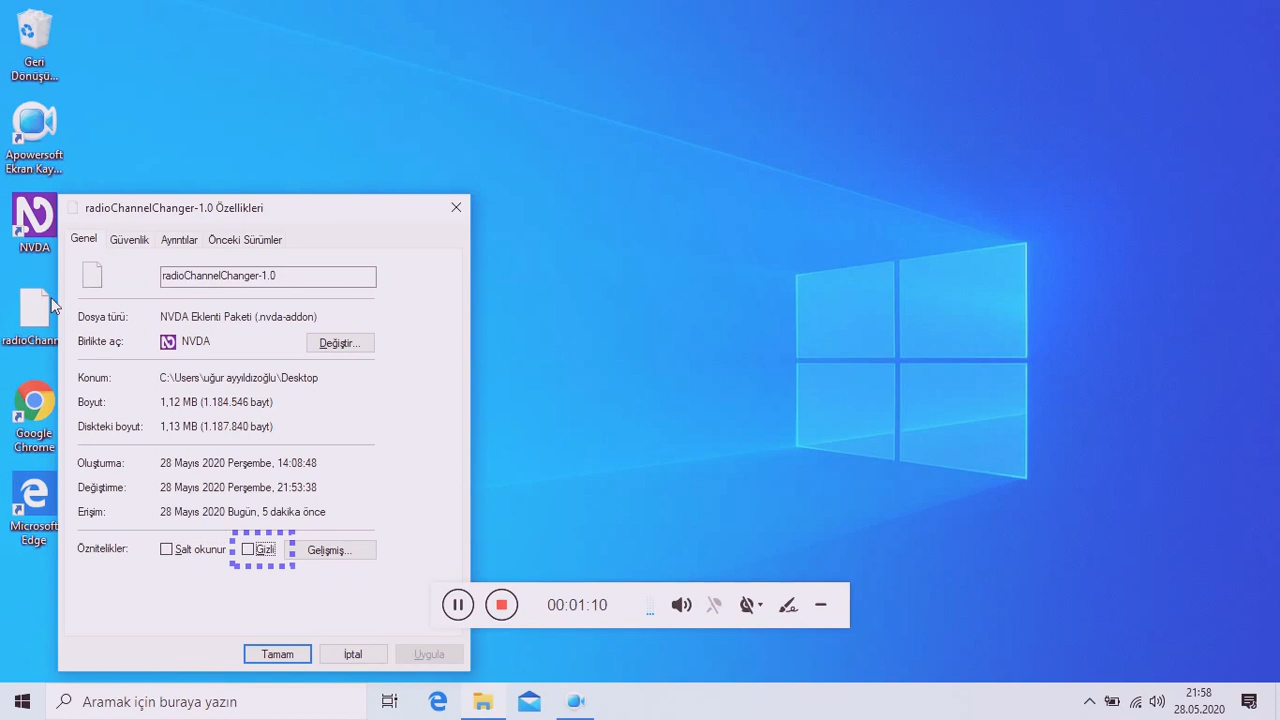 Geri
Dönüşü...
Apowersoft
Ekran Kay...
NVDA
radioChann
Google
Chrome
Microsoft
Edge
radioChannelChanger-1.0 Özellikleri
Genel Güvenlik Ayrıntılar Önceki Sürümler
radioChannelChanger-1.0
Dosya türü: NVDA Eklenti Paketi (.nvda-addon)
Birlikte aç: NVDA Değiştir...
Konum: C:\Users\uğur ayyıldızoğlu\Desktop
Boyut: 1,12 MB (1.184.546 bayt)
Diskteki boyut: 1,13 MB (1.187.840 bayt)
Oluşturma: 28 Mayıs 2020 Perşembe, 14:08:48
Değiştirme: 28 Mayıs 2020 Perşembe, 21:53:38
Erişim: 28 Mayıs 2020 Bugün, 5 dakika önce
Öznitelikler: Salt okunur Gizli Gelişmiş...
00:01:10
Tamam İptal Uygula
Aramak için buraya yazın
21:58
28.05.2020